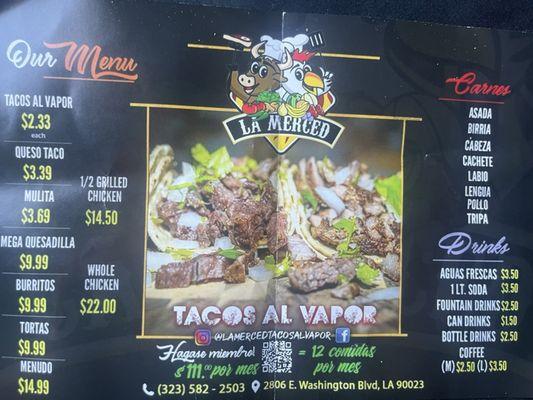 Our Menu
TACOS AL VAPOR
$2.33
each
QUESO TACO
$3.39
MULITA
$3.69
MEGA QUESADILLA
$9.99
BURRITOS
$9.99
TORTAS
$9.99
MENUDO
$14.99
1/2 GRILLED
CHICKEN
$14.50
WHOLE
CHICKEN
$22.00
LA MERCED
TACOS AL VAPOR
@LAMERCEDTACOSALVAPOR
Hagase miembro!
$111.00 por mes
= 12 comidas
por mes
(323) 582 - 2503
2806 E. Washington Blvd, LA 90023
Carnes
ASADA
BIRRIA
CABEZA
CACHETE
LABIO
LENGUA
POLLO
TRIPA
Drinks
AGUAS FRESCAS $3.50
1 LT. SODA $3.50
FOUNTAIN DRINKS $2.50
CAN DRINKS $1.50
BOTTLE DRINKS $2.50
COFFEE
(M) $2.50 (L) $3.50